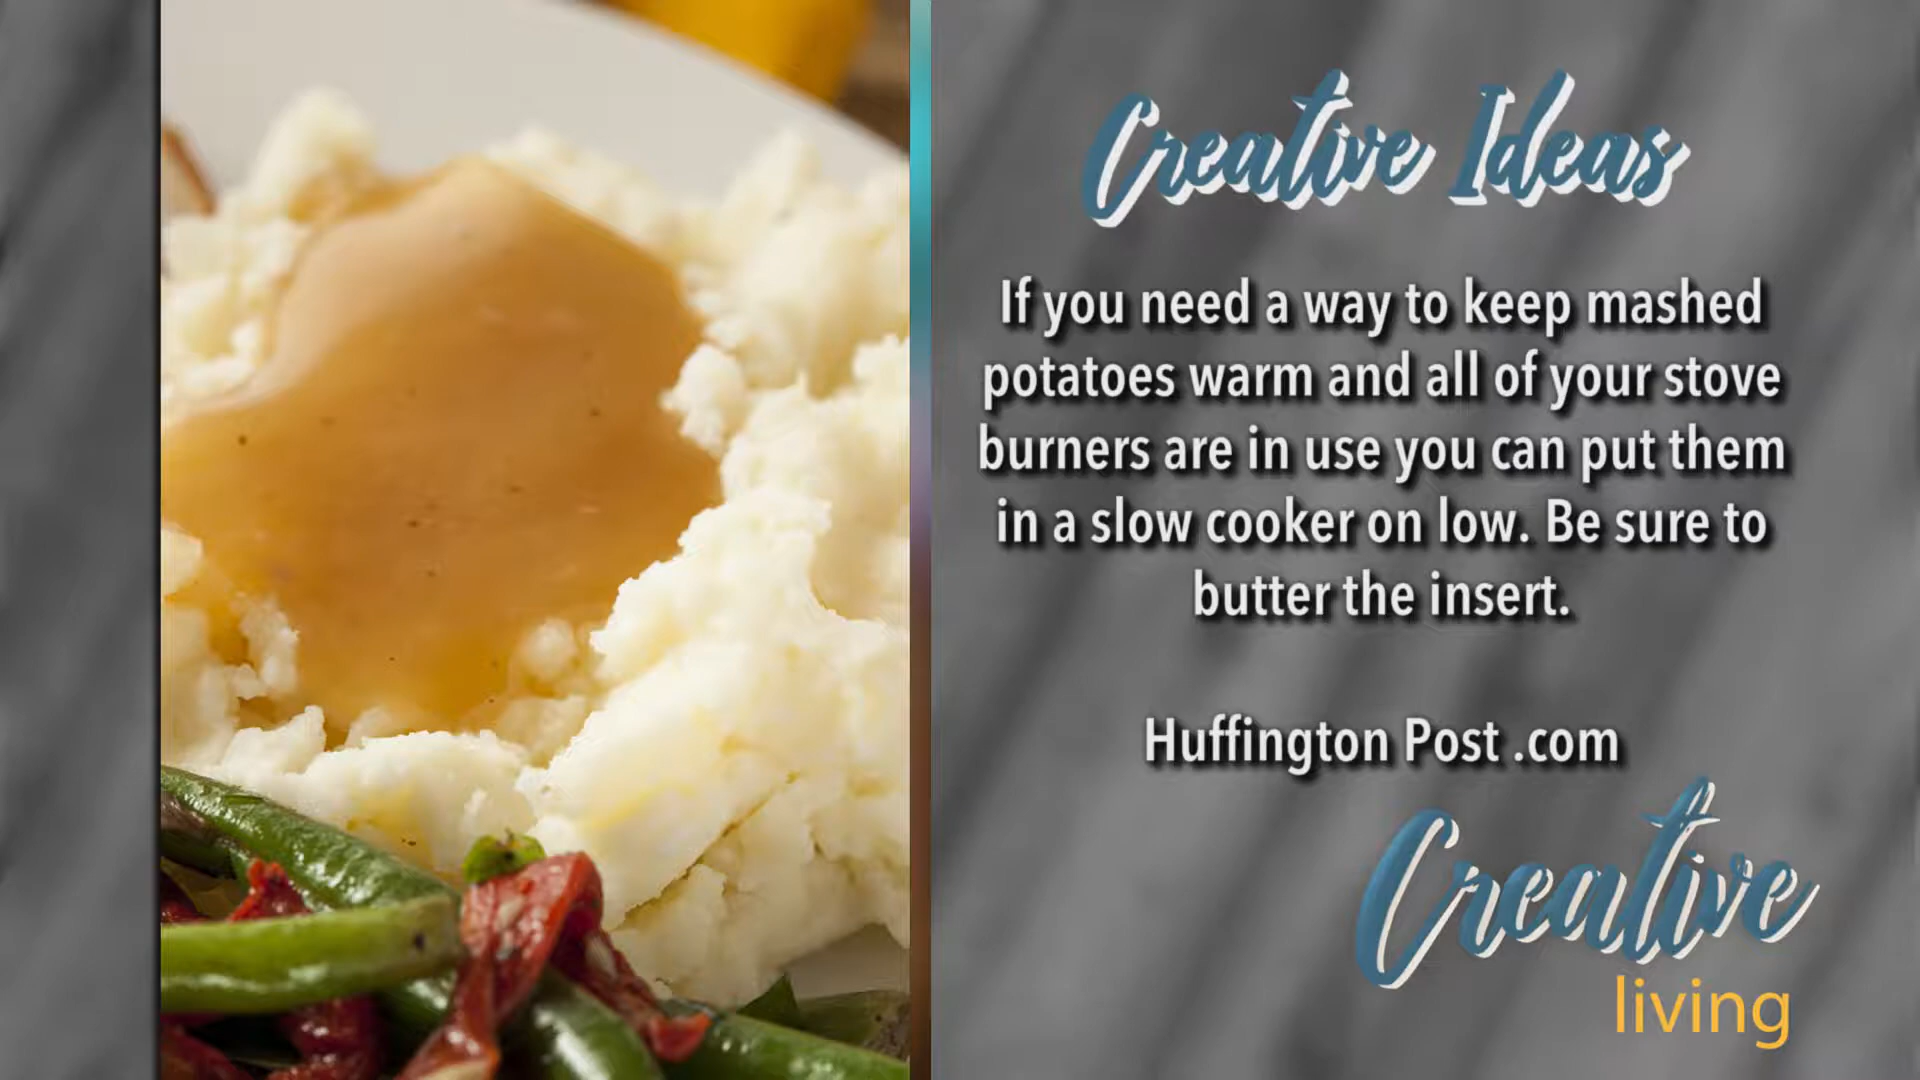 Creative Ideas
If you need a way to keep mashed
potatoes warm and all of your stove
burners are in use you can put them
in a slow cooker on low. Be sure to
butter the insert.
Huffington Post .com
Creative
living